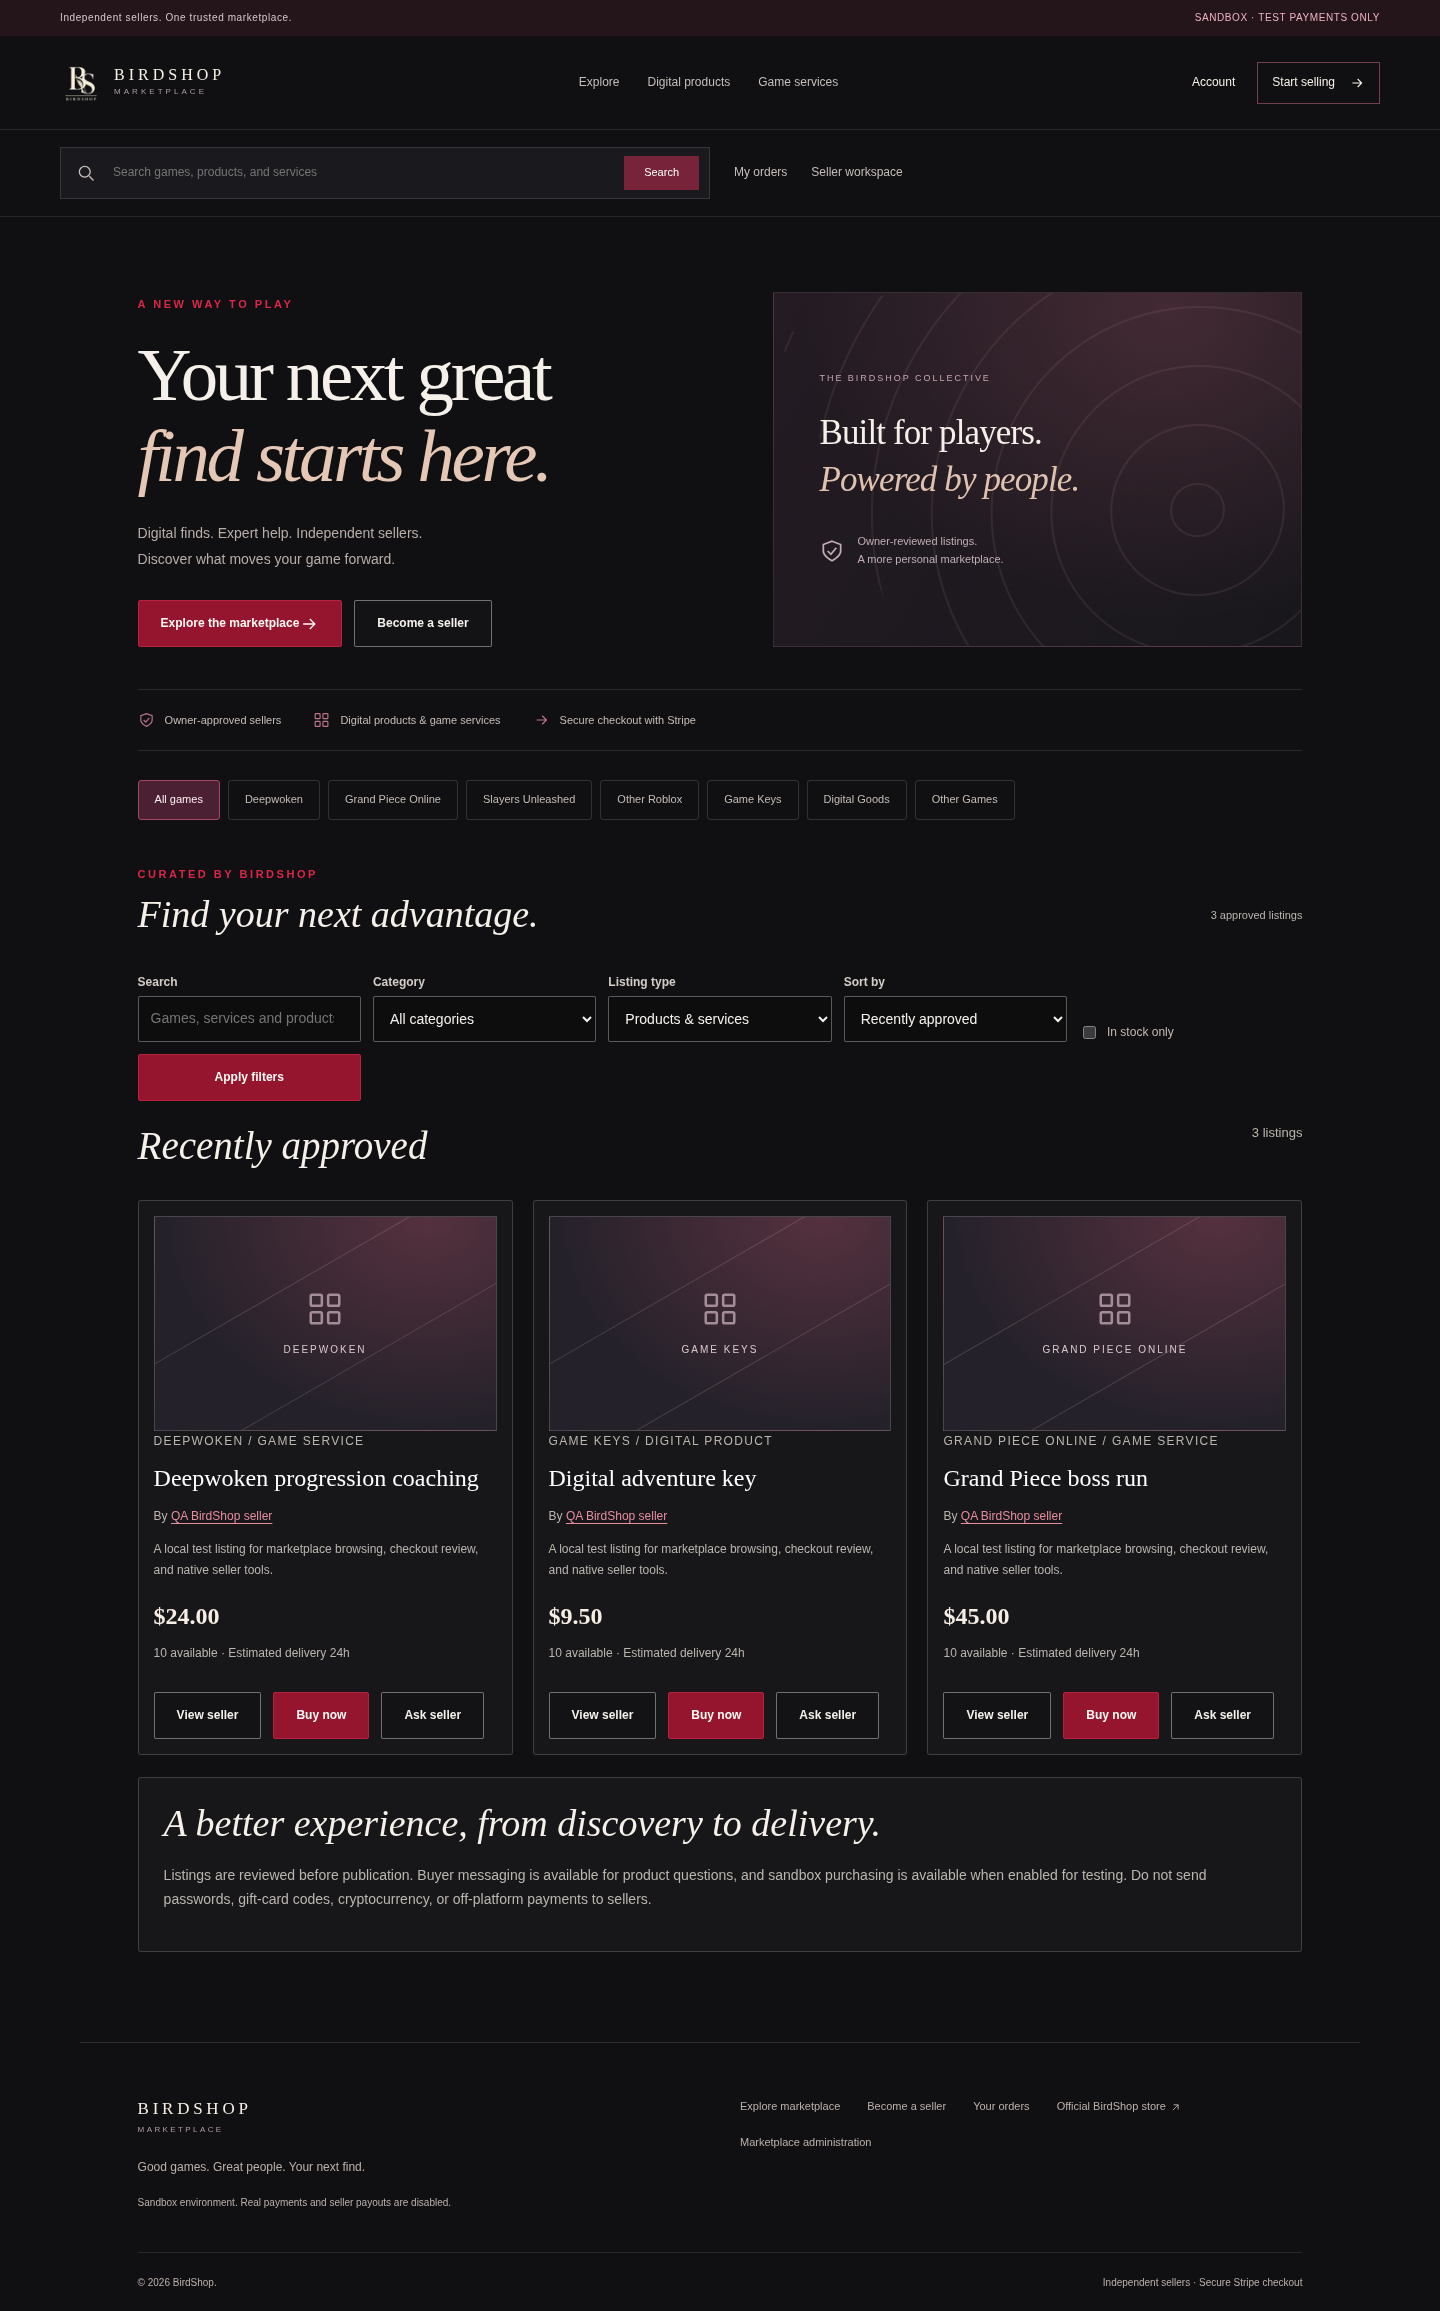 Independent sellers. One trusted marketplace.
SANDBOX · TEST PAYMENTS ONLY
BS
BIRDSHOP
BIRDSHOP
MARKETPLACE
Explore
Digital products
Game services
Account
Start selling
Search games, products, and services
Search
My orders
Seller workspace
A NEW WAY TO PLAY
Your next great
find starts here.
Digital finds. Expert help. Independent sellers.
Discover what moves your game forward.
Explore the marketplace
Become a seller
THE BIRDSHOP COLLECTIVE
Built for players.
Powered by people.
Owner-reviewed listings.
A more personal marketplace.
Owner-approved sellers
Digital products & game services
Secure checkout with Stripe
All games
Deepwoken
Grand Piece Online
Slayers Unleashed
Other Roblox
Game Keys
Digital Goods
Other Games
CURATED BY BIRDSHOP
Find your next advantage.
3 approved listings
Search
Category
Listing type
Sort by
Games, services and product
All categories
Products & services
Recently approved
In stock only
Apply filters
Recently approved
3 listings
DEEPWOKEN
DEEPWOKEN / GAME SERVICE
Deepwoken progression coaching
By QA BirdShop seller
A local test listing for marketplace browsing, checkout review,
and native seller tools.
$24.00
10 available · Estimated delivery 24h
View seller
Buy now
Ask seller
GAME KEYS
GAME KEYS / DIGITAL PRODUCT
Digital adventure key
By QA BirdShop seller
A local test listing for marketplace browsing, checkout review,
and native seller tools.
$9.50
10 available · Estimated delivery 24h
View seller
Buy now
Ask seller
GRAND PIECE ONLINE
GRAND PIECE ONLINE / GAME SERVICE
Grand Piece boss run
By QA BirdShop seller
A local test listing for marketplace browsing, checkout review,
and native seller tools.
$45.00
10 available · Estimated delivery 24h
View seller
Buy now
Ask seller
A better experience, from discovery to delivery.
Listings are reviewed before publication. Buyer messaging is available for product questions, and sandbox purchasing is available when enabled for testing. Do not send
passwords, gift-card codes, cryptocurrency, or off-platform payments to sellers.
BIRDSHOP
MARKETPLACE
Good games. Great people. Your next find.
Sandbox environment. Real payments and seller payouts are disabled.
Explore marketplace
Become a seller
Your orders
Official BirdShop store
Marketplace administration
© 2026 BirdShop.
Independent sellers · Secure Stripe checkout